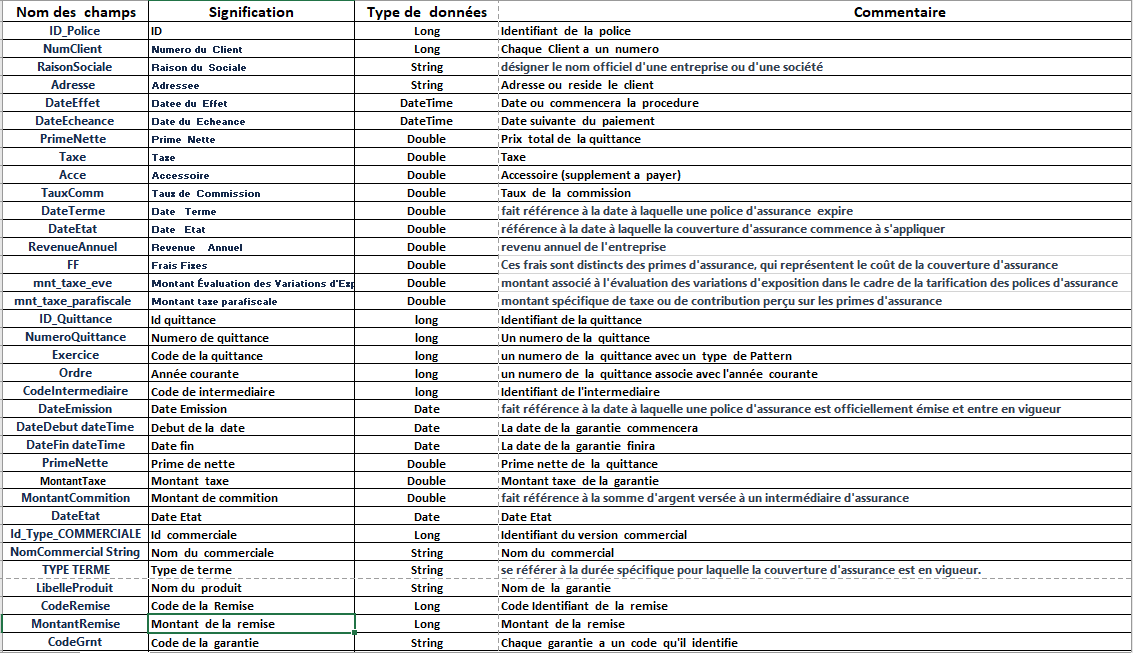 Nom des champs Signification Type de données Commentaire
ID_Police ID Long Identifiant de la police
NumClient Numero du Client Long Chaque Client a un numero
RaisonSociale Raison du Sociale String désigner le nom officiel d'une entreprise ou d'une société
Adresse Adressee String Adresse ou reside le client
DateEffet Datee du Effet DateTime Date ou commencera la procedure
DateEcheance Date du Echeance DateTime Date suivante du paiement
PrimeNette Prime Nette Double Prix total de la quittance
Taxe Taxe Double Taxe
Acce Accessoire Double Accessoire (supplement a payer)
TauxComm Taux de Commission Double Taux de la commission
DateTerme Date Terme Double fait référence à la date à laquelle une police d'assurance expire
DateEtat Date Etat Double référence à la date à laquelle la couverture d'assurance commence à s'appliquer
RevenueAnnuel Revenue Annuel Double revenu annuel de l'entreprise
FF Frais Fixes Double Ces frais sont distincts des primes d'assurance, qui représentent le coût de la couverture d'assurance
mnt_taxe_eve Montant Évaluation des Variations d'Exp Double montant associé à l'évaluation des variations d'exposition dans le cadre de la tarification des polices d'assurance
mnt_taxe_parafiscale Montant taxe parafiscale Double montant spécifique de taxe ou de contribution perçu sur les primes d'assurance
ID_Quittance Id quittance long Identifiant de la quittance
NumeroQuittance Numero de quittance long Un numero de la quittance
Exercice Code de la quittance long un numero de la quittance avec un type de Pattern
Ordre Année courante long un numero de la quittance associe avec l'année courante
CodeIntermediaire Code de intermediaire long Identifiant de l'intermediaire
DateEmission Date Emission Date fait référence à la date à laquelle une police d'assurance est officiellement émise et entre en vigueur
DateDebut dateTime Debut de la date Date La date de la garantie commencera
DateFin dateTime Date fin Date La date de la garantie finira
PrimeNette Prime de nette Double Prime nette de la quittance
MontantTaxe Montant taxe Double Montant taxe de la garantie
MontantCommition Montant de commition Double fait référence à la somme d'argent versée à un intermédiaire d'assurance
DateEtat Date Etat Date Date Etat
Id_Type_COMMERCIALE Id commerciale Long Identifiant du version commercial
NomCommercial String Nom du commerciale String Nom du commercial
TYPE TERME Type de terme String se référer à la durée spécifique pour laquelle la couverture d'assurance est en vigueur.
LibelleProduit Nom du produit String Nom de la garantie
CodeRemise Code de la Remise Long Code Identifiant de la remise
MontantRemise Montant de la remise Long Montant de la remise
CodeGrnt Code de la garantie String Chaque garantie a un code qu'il identifie